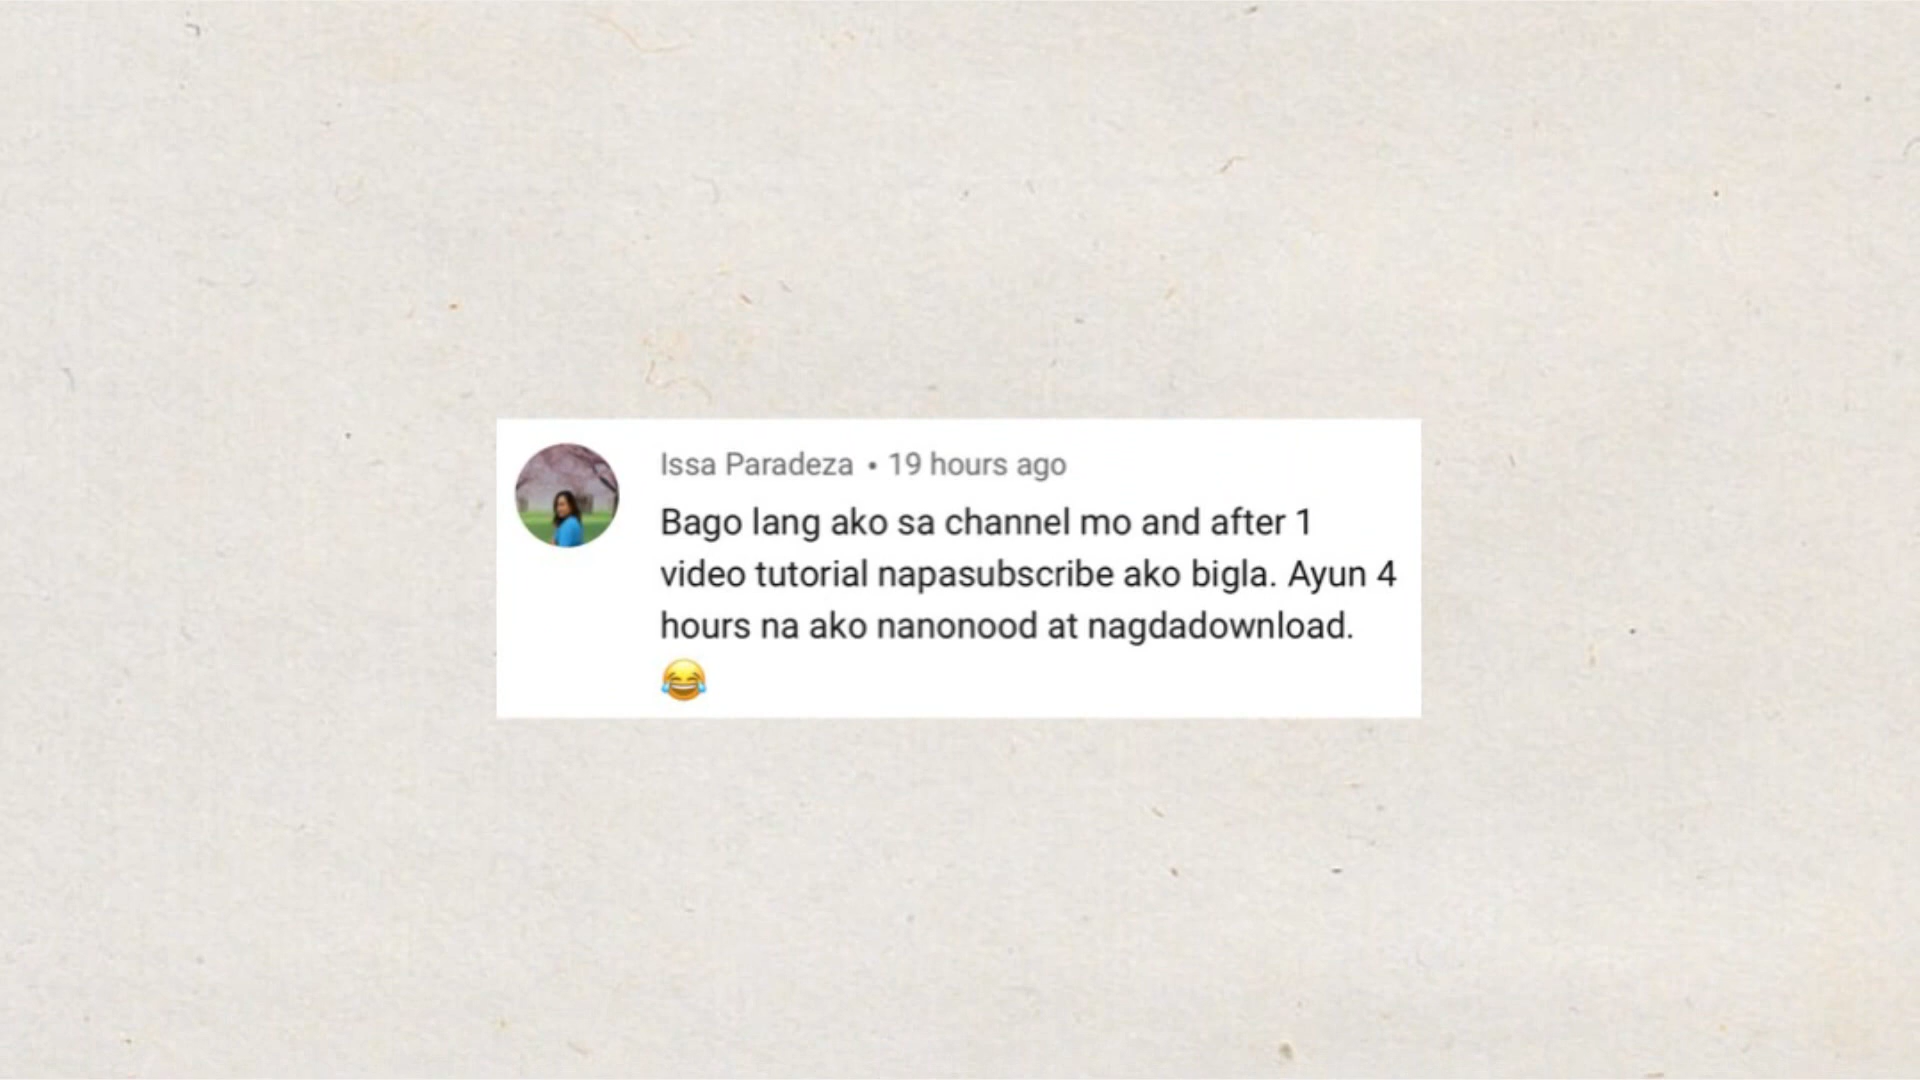 Issa Paradeza • 19 hours ago
Bago lang ako sa channel mo and after 1
video tutorial napasubscribe ako bigla. Ayun 4
hours na ako nanonood at nagdadownload.
😂